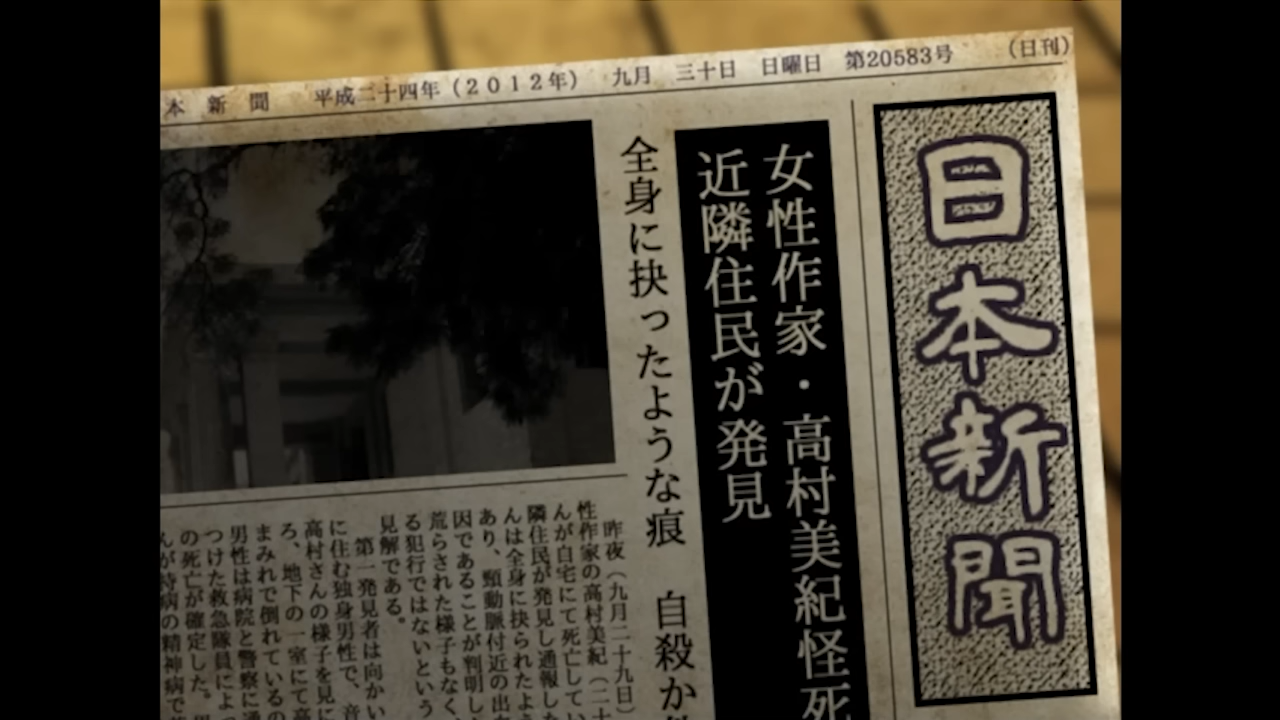 本新聞　平成二十四年（２０１２年）　九月　三十日　日曜日　第20583号　（日刊）
日本新聞
女性作家・高村美紀怪死
近隣住民が発見
全身に抉ったような痕　自殺か
昨夜（九月二十九日）
性作家の高村美紀（二十
んが自宅にて死亡してい
隣住民が発見し通報した
んは全身に抉られたよう
あり、頸動脈付近の出
因であることが判明し
荒らされた様子もなく、
る犯行ではないという
見解である。
第一発見者は向かい
に住む独身男性で、音
高村さんの様子を見に
ろ、地下の一室にて高
まみれで倒れているの
男性は病院と警察に通
つけた救急隊員によっ
の死亡が確定した。
んが持病の精神病で